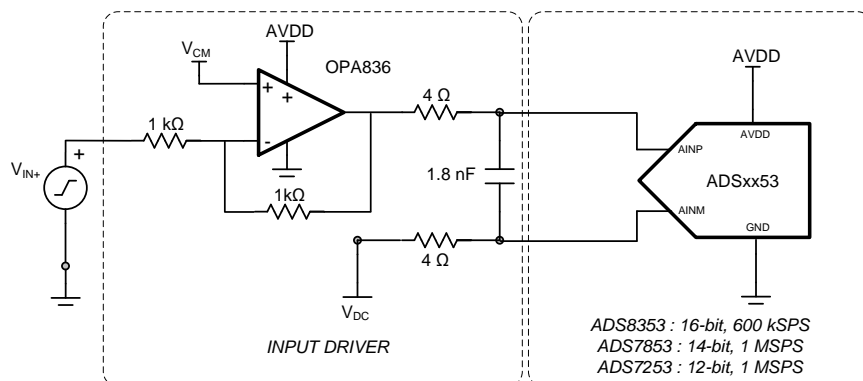 AVDD
V_CM
OPA836
+
+
-
4 Ω
1 kΩ
+
V_IN+
1kΩ
1.8 nF
4 Ω
V_DC
INPUT DRIVER
AVDD
AVDD
AINP
ADSxx53
AINM
GND
ADS8353 : 16-bit, 600 kSPS
ADS7853 : 14-bit, 1 MSPS
ADS7253 : 12-bit, 1 MSPS